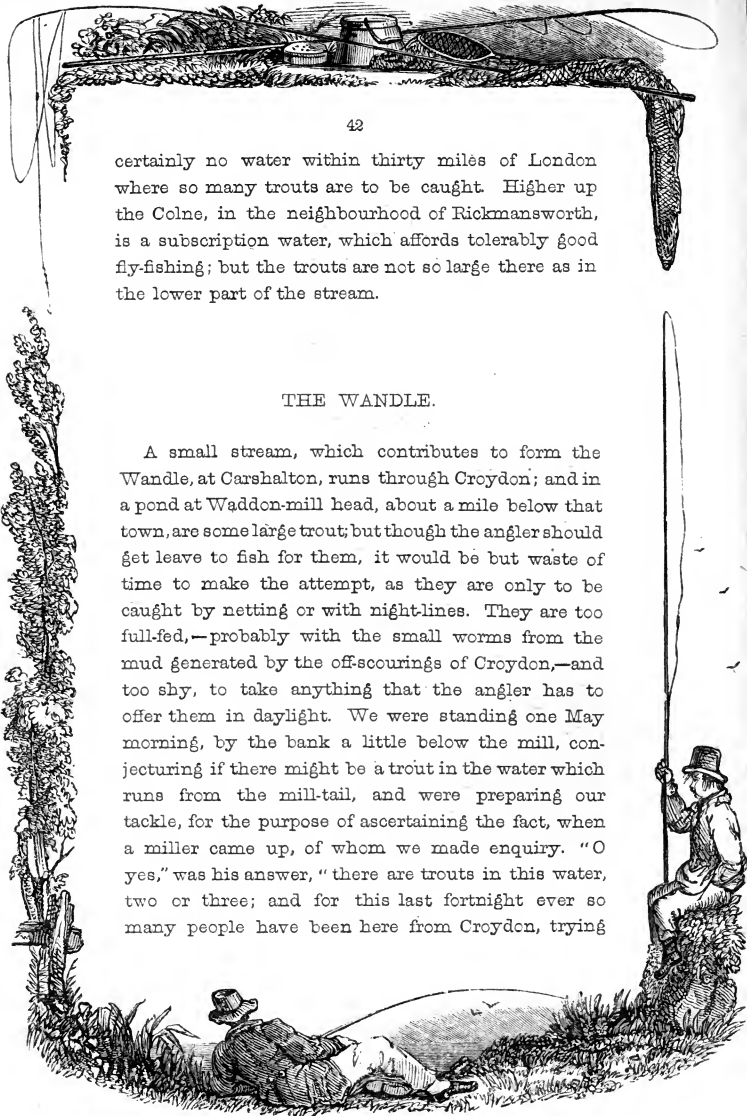 42
certainly no water within thirty miles of London
where so many trouts are to be caught. Higher up
the Colne, in the neighbourhood of Rickmansworth,
is a subscription water, which affords tolerably good
fly-fishing; but the trouts are not so large there as in
the lower part of the stream.
THE WANDLE.
A small stream, which contributes to form the
Wandle, at Carshalton, runs through Croydon; and in
a pond at Waddon-mill head, about a mile below that
town, are some large trout; but though the angler should
get leave to fish for them, it would be but waste of
time to make the attempt, as they are only to be
caught by netting or with night-lines. They are too
full-fed,—probably with the small worms from the
mud generated by the off-scourings of Croydon,—and
too shy, to take anything that the angler has to
offer them in daylight. We were standing one May
morning, by the bank a little below the mill, con-
jecturing if there might be a trout in the water which
runs from the mill-tail, and were preparing our
tackle, for the purpose of ascertaining the fact, when
a miller came up, of whom we made enquiry. "O
yes," was his answer, "there are trouts in this water,
two or three; and for this last fortnight ever so
many people have been here from Croydon, trying